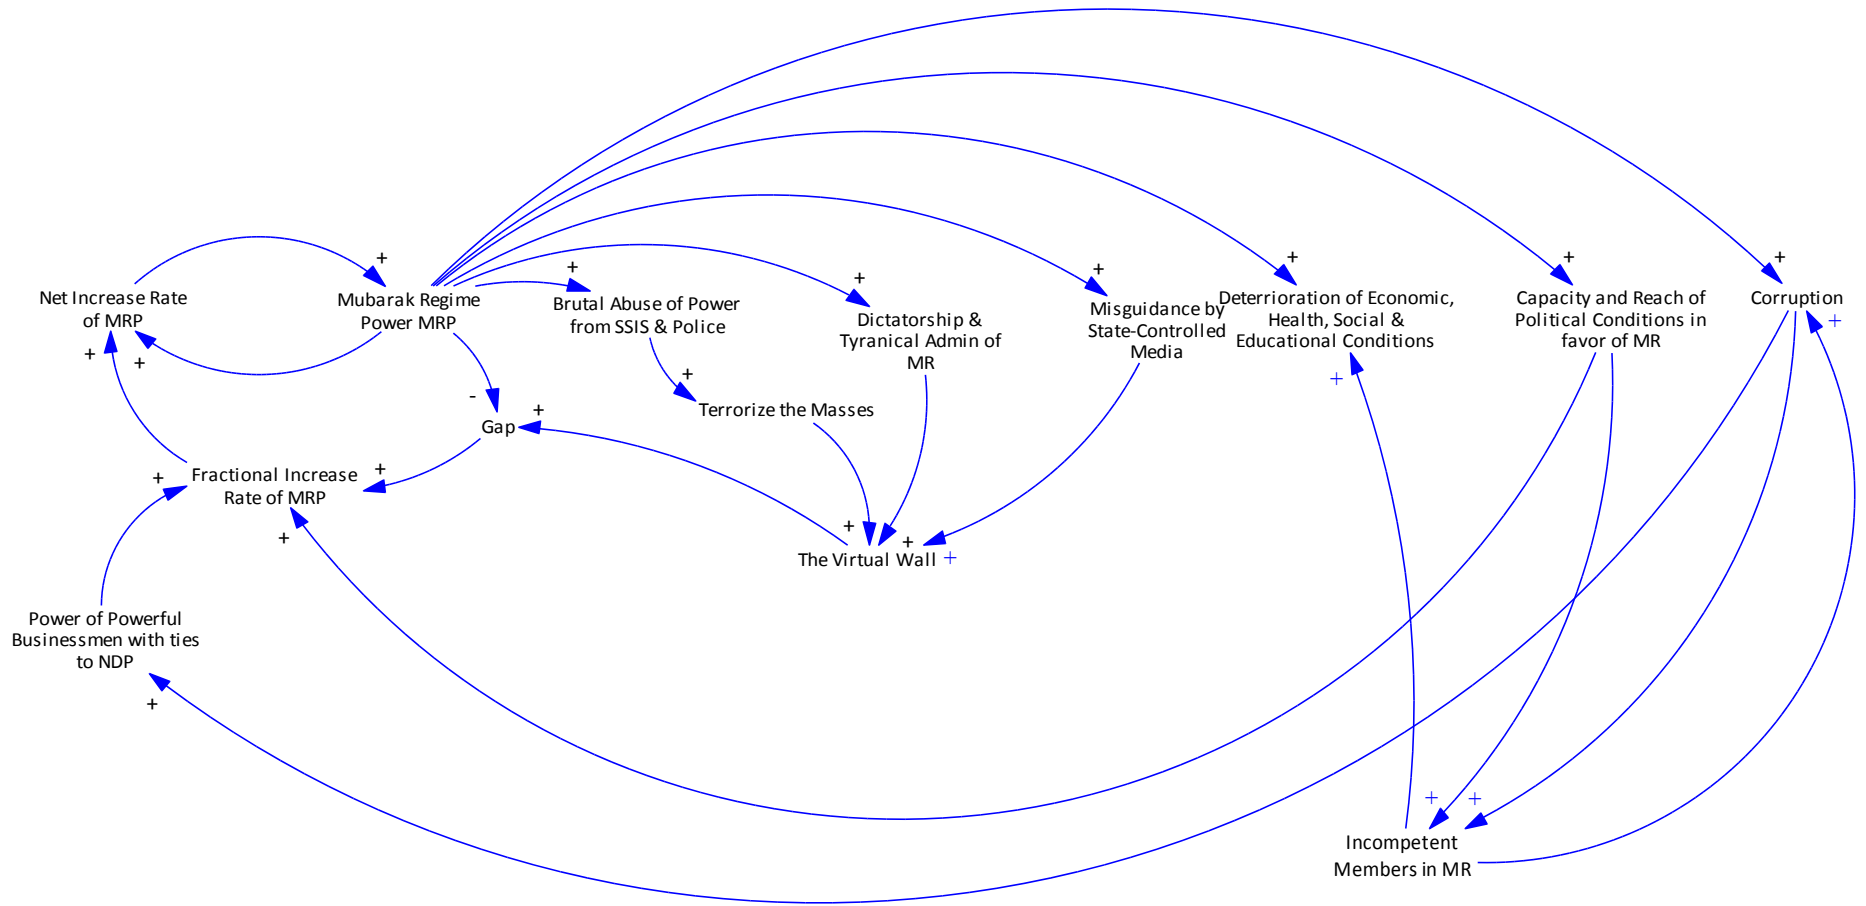 +
+
+
+
+
+
+
Net Increase Rate
of MRP
Mubarak Regime
Power MRP
Brutal Abuse of Power
from SSIS & Police
Dictatorship &
Tyranical Admin of
MR
Misguidance by
State-Controlled
Media
Deterrioration of Economic,
Health, Social &
Educational Conditions
Capacity and Reach of
Political Conditions in
favor of MR
Corruption
+
+
+
+
+
-
+
Terrorize the Masses
Gap
+
+
Fractional Increase
Rate of MRP
+
+
+
The Virtual Wall +
Power of Powerful
Businessmen with ties
to NDP
+
+
+
Incompetent
Members in MR